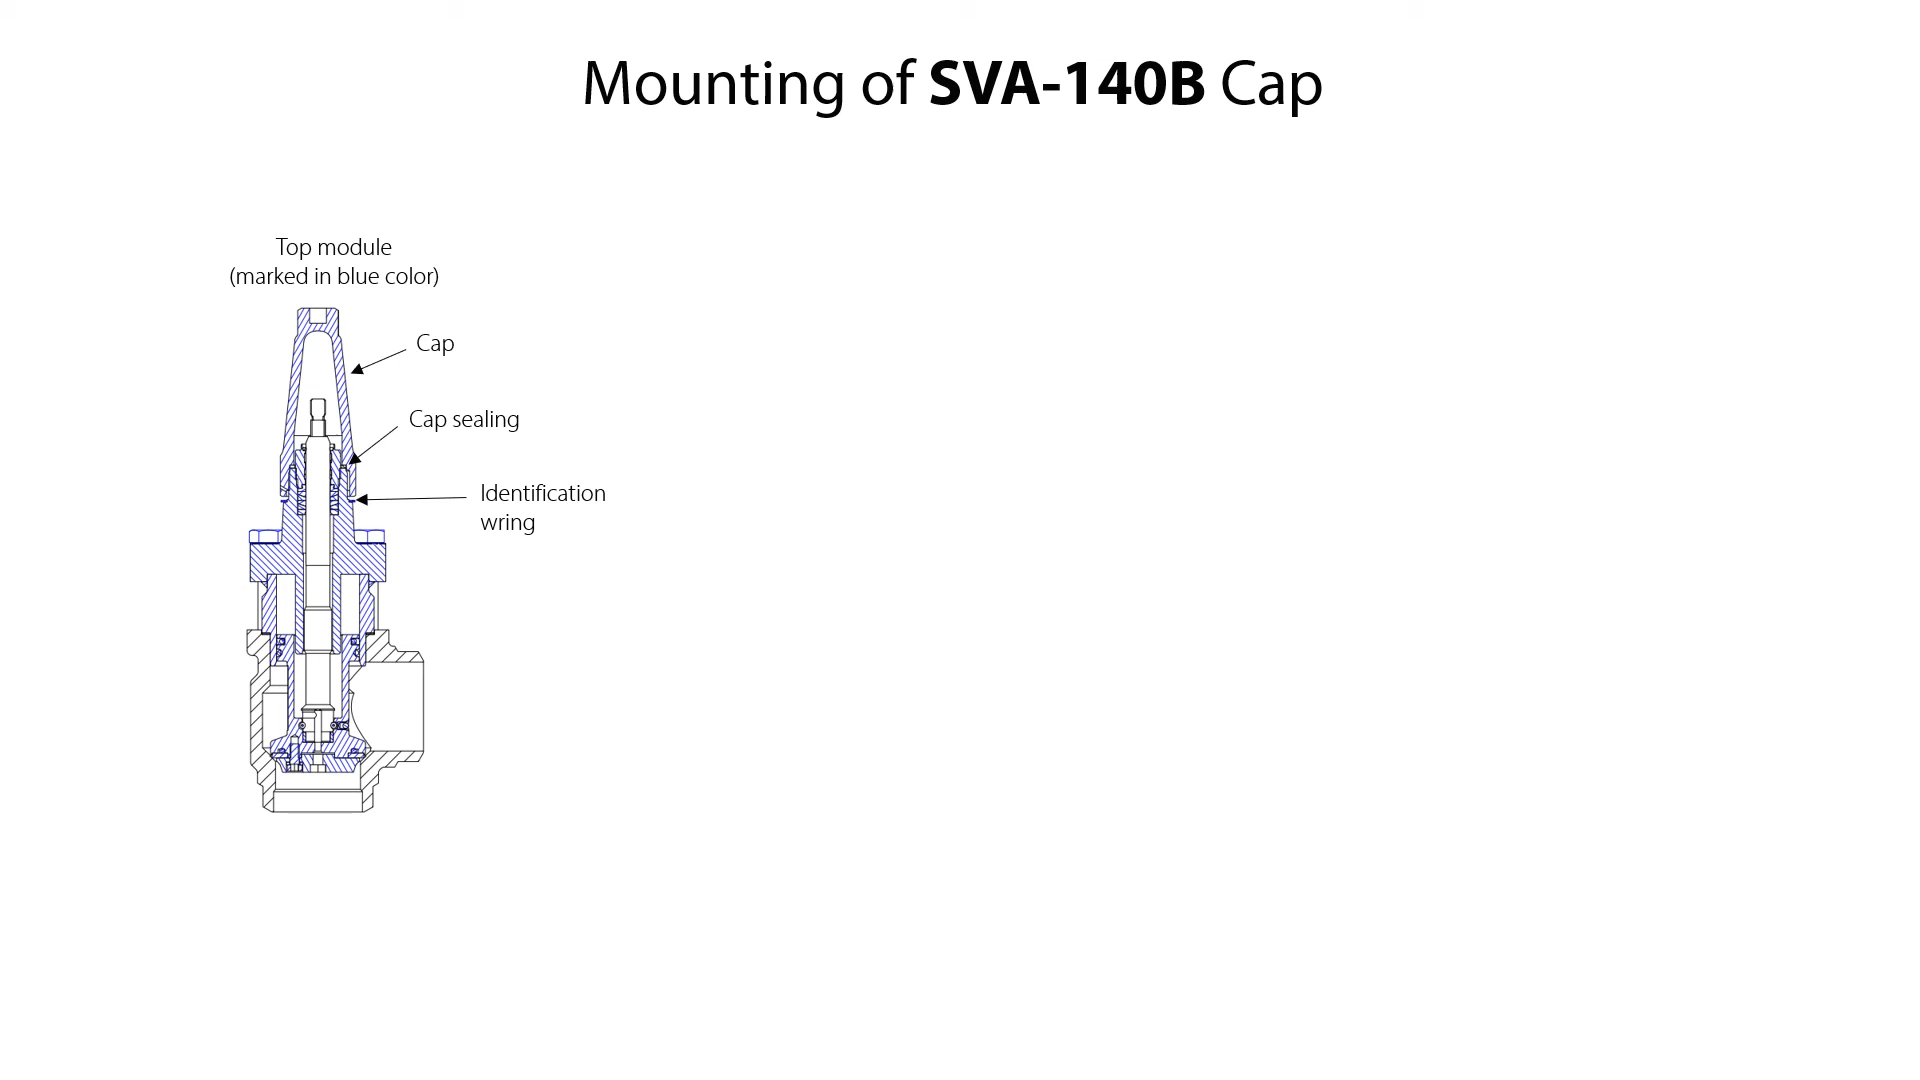 Mounting of SVA-140B Cap
Top module
(marked in blue color)
Cap
Cap sealing
Identification
wring